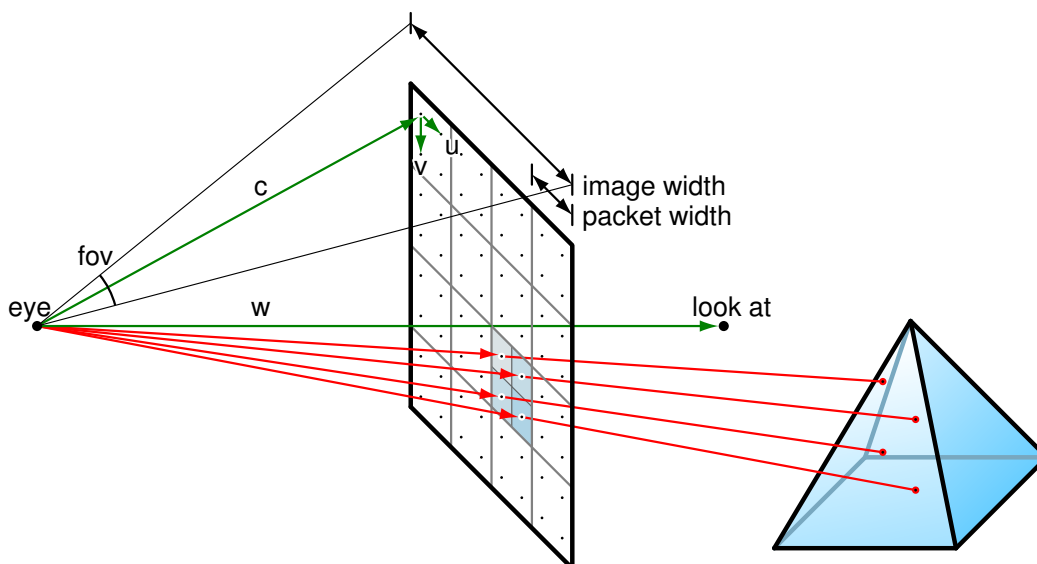 u
v
c
image width
packet width
fov
eye
w
look at